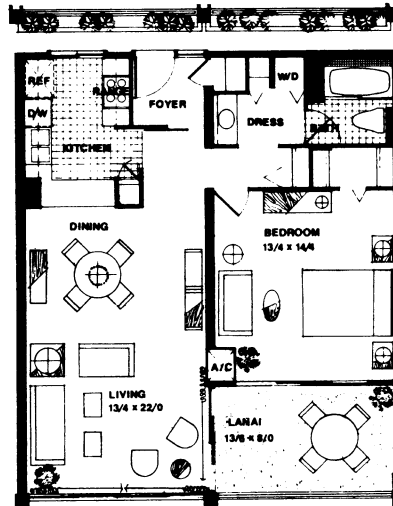 REF
RANGE
W/D
FOYER
D/W
DRESS
BATH
KITCHEN
DINING
BEDROOM
13/4 x 14/4
A/C
LIVING
13/4 x 22/0
LANAI
13/6 x 8/0